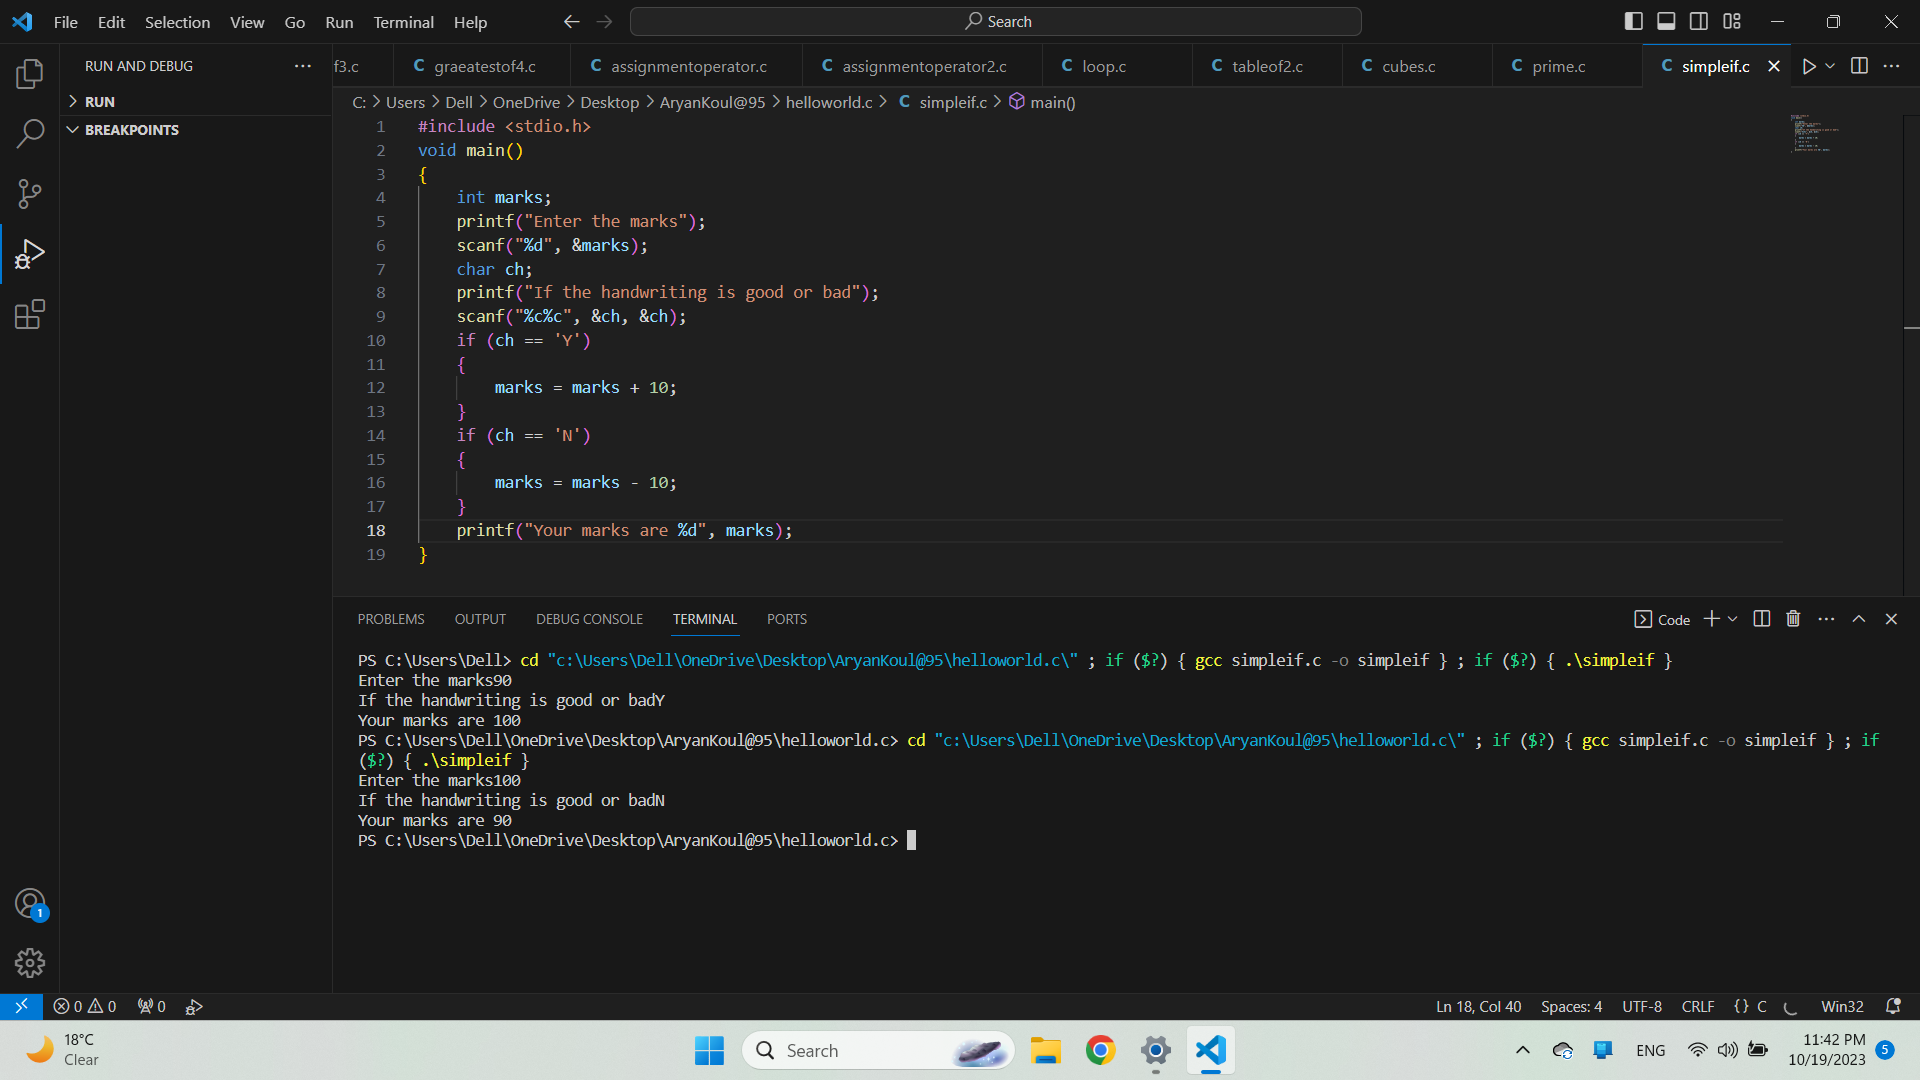 File Edit Selection View Go Run Terminal Help
Search
RUN AND DEBUG
f3.c graeatestof4.c assignmentoperator.c assignmentoperator2.c loop.c tableof2.c cubes.c prime.c simpleif.c
RUN
BREAKPOINTS
C: > Users > Dell > OneDrive > Desktop > AryanKoul@95 > helloworld.c > C simpleif.c > main()
1 #include <stdio.h>
2 void main()
3 {
4 int marks;
5 printf("Enter the marks");
6 scanf("%d", &marks);
7 char ch;
8 printf("If the handwriting is good or bad");
9 scanf("%c%c", &ch, &ch);
10 if (ch == 'Y')
11 {
12 marks = marks + 10;
13 }
14 if (ch == 'N')
15 {
16 marks = marks - 10;
17 }
18 printf("Your marks are %d", marks);
19 }
PROBLEMS OUTPUT DEBUG CONSOLE TERMINAL PORTS
Code
PS C:\Users\Dell> cd "c:\Users\Dell\OneDrive\Desktop\AryanKoul@95\helloworld.c\" ; if ($?) { gcc simpleif.c -o simpleif } ; if ($?) { .\simpleif }
Enter the marks90
If the handwriting is good or badY
Your marks are 100
PS C:\Users\Dell\OneDrive\Desktop\AryanKoul@95\helloworld.c> cd "c:\Users\Dell\OneDrive\Desktop\AryanKoul@95\helloworld.c\" ; if ($?) { gcc simpleif.c -o simpleif } ; if
($?) { .\simpleif }
Enter the marks100
If the handwriting is good or badN
Your marks are 90
PS C:\Users\Dell\OneDrive\Desktop\AryanKoul@95\helloworld.c>
1
0 0 0
Ln 18, Col 40 Spaces: 4 UTF-8 CRLF {} C Win32
18°C
Clear
Search
ENG
11:42 PM
10/19/2023
5